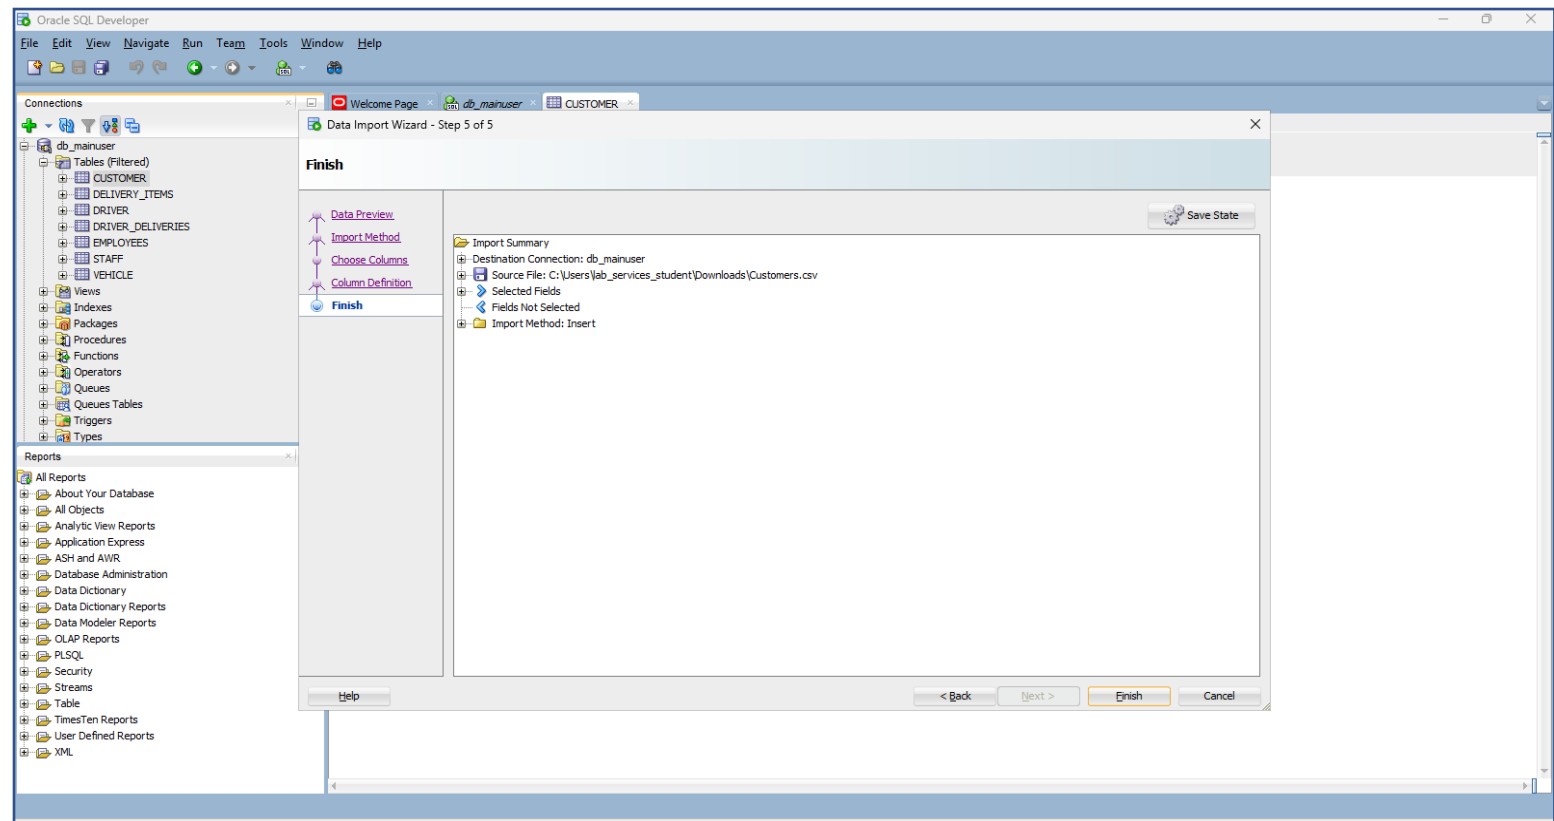 Oracle SQL Developer
File Edit View Navigate Run Team Tools Window Help
Connections
Welcome Page
db_mainuser
CUSTOMER
db_mainuser
Tables (Filtered)
CUSTOMER
DELIVERY_ITEMS
DRIVER
DRIVER_DELIVERIES
EMPLOYEES
STAFF
VEHICLE
Views
Indexes
Packages
Procedures
Functions
Operators
Queues
Queues Tables
Triggers
Types
Reports
All Reports
About Your Database
All Objects
Analytic View Reports
Application Express
ASH and AWR
Database Administration
Data Dictionary
Data Dictionary Reports
Data Modeler Reports
OLAP Reports
PLSQL
Security
Streams
Table
TimesTen Reports
User Defined Reports
XML
Data Import Wizard - Step 5 of 5
Finish
Data Preview
Import Method
Choose Columns
Column Definition
Finish
Save State
Import Summary
Destination Connection: db_mainuser
Source File: C:\Users\lab_services_student\Downloads\Customers.csv
Selected Fields
Fields Not Selected
Import Method: Insert
Help
< Back
Next >
Finish
Cancel